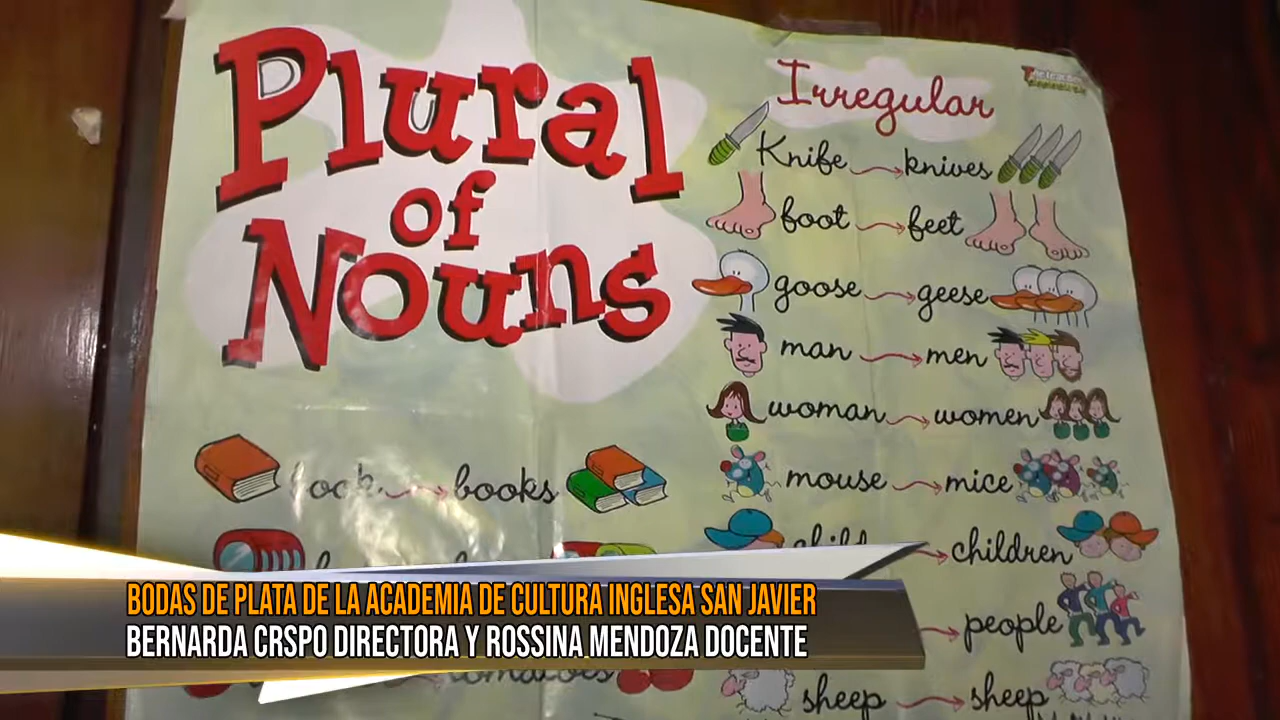 Plural
of
Nouns
Irregular
Knife → knives
foot → feet
goose → geese
man → men
woman → women
book → books
mouse → mice
child → children
→ people
tomatoes
sheep → sheep
BODAS DE PLATA DE LA ACADEMIA DE CULTURA INGLESA SAN JAVIER
BERNARDA CRSPO DIRECTORA Y ROSSINA MENDOZA DOCENTE